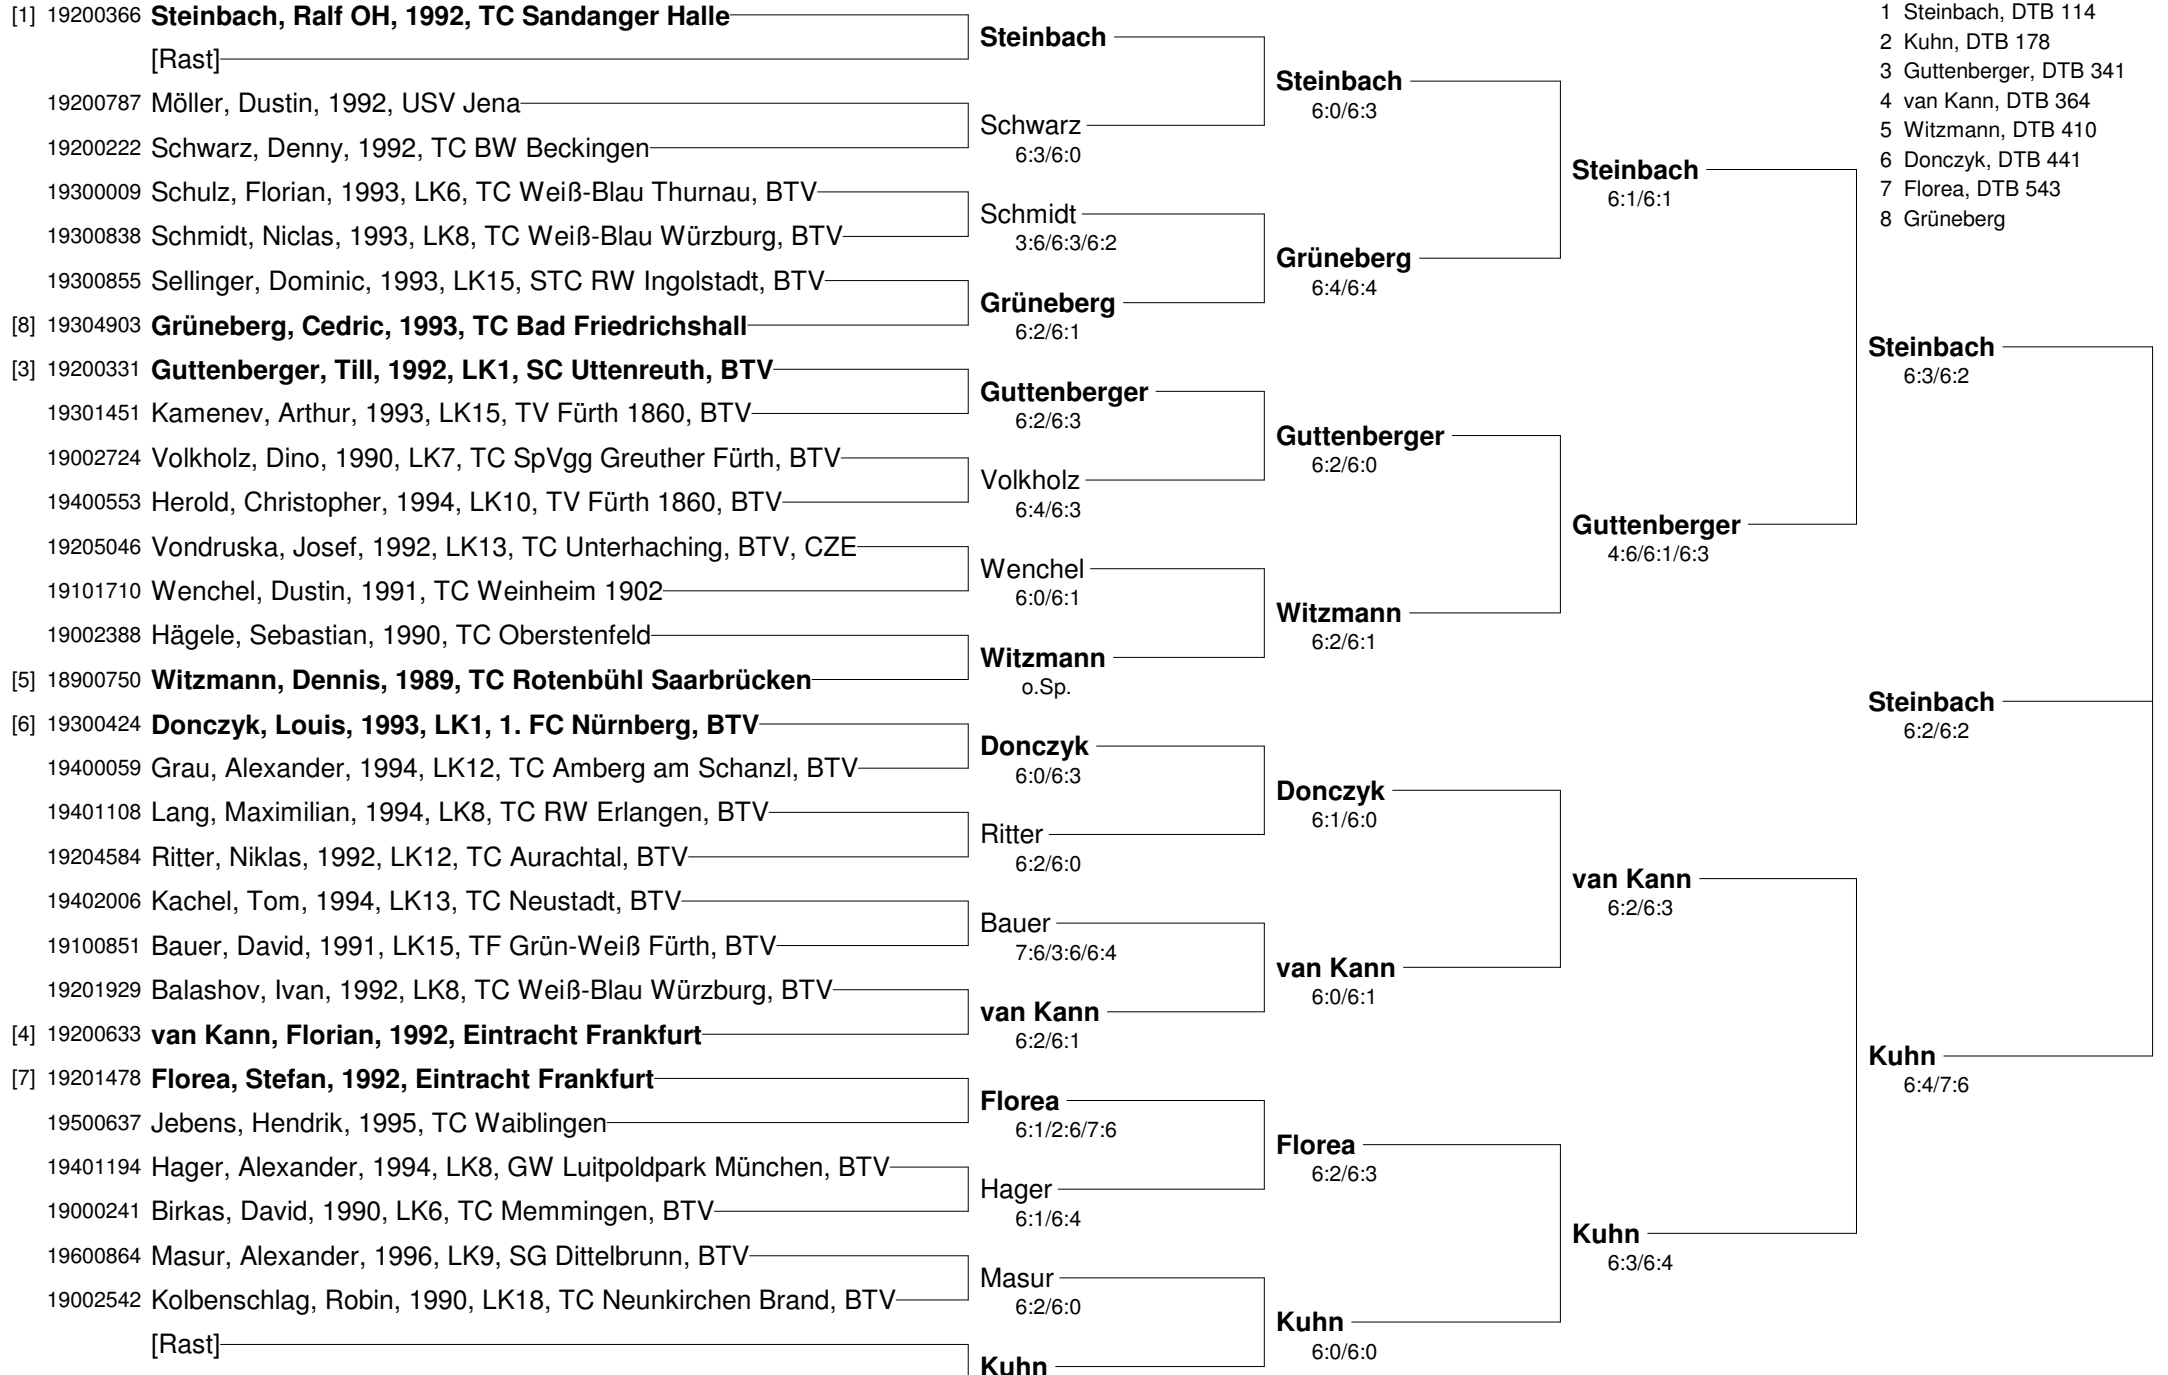 [1] 19200366 Steinbach, Ralf OH, 1992, TC Sandanger Halle
[Rast]
19200787 Möller, Dustin, 1992, USV Jena
19200222 Schwarz, Denny, 1992, TC BW Beckingen
19300009 Schulz, Florian, 1993, LK6, TC Weiß-Blau Thurnau, BTV
19300838 Schmidt, Niclas, 1993, LK8, TC Weiß-Blau Würzburg, BTV
19300855 Sellinger, Dominic, 1993, LK15, STC RW Ingolstadt, BTV
[8] 19304903 Grüneberg, Cedric, 1993, TC Bad Friedrichshall
[3] 19200331 Guttenberger, Till, 1992, LK1, SC Uttenreuth, BTV
19301451 Kamenev, Arthur, 1993, LK15, TV Fürth 1860, BTV
19002724 Volkholz, Dino, 1990, LK7, TC SpVgg Greuther Fürth, BTV
19400553 Herold, Christopher, 1994, LK10, TV Fürth 1860, BTV
19205046 Vondruska, Josef, 1992, LK13, TC Unterhaching, BTV, CZE
19101710 Wenchel, Dustin, 1991, TC Weinheim 1902
19002388 Hägele, Sebastian, 1990, TC Oberstenfeld
[5] 18900750 Witzmann, Dennis, 1989, TC Rotenbühl Saarbrücken
[6] 19300424 Donczyk, Louis, 1993, LK1, 1. FC Nürnberg, BTV
19400059 Grau, Alexander, 1994, LK12, TC Amberg am Schanzl, BTV
19401108 Lang, Maximilian, 1994, LK8, TC RW Erlangen, BTV
19204584 Ritter, Niklas, 1992, LK12, TC Aurachtal, BTV
19402006 Kachel, Tom, 1994, LK13, TC Neustadt, BTV
19100851 Bauer, David, 1991, LK15, TF Grün-Weiß Fürth, BTV
19201929 Balashov, Ivan, 1992, LK8, TC Weiß-Blau Würzburg, BTV
[4] 19200633 van Kann, Florian, 1992, Eintracht Frankfurt
[7] 19201478 Florea, Stefan, 1992, Eintracht Frankfurt
19500637 Jebens, Hendrik, 1995, TC Waiblingen
19401194 Hager, Alexander, 1994, LK8, GW Luitpoldpark München, BTV
19000241 Birkas, David, 1990, LK6, TC Memmingen, BTV
19600864 Masur, Alexander, 1996, LK9, SG Dittelbrunn, BTV
19002542 Kolbenschlag, Robin, 1990, LK18, TC Neunkirchen Brand, BTV
[Rast]
Steinbach
Schwarz
6:3/6:0
Schmidt
3:6/6:3/6:2
Grüneberg
6:2/6:1
Guttenberger
6:2/6:3
Volkholz
6:4/6:3
Wenchel
6:0/6:1
Witzmann
o.Sp.
Donczyk
6:0/6:3
Ritter
6:2/6:0
Bauer
7:6/3:6/6:4
van Kann
6:2/6:1
Florea
6:1/2:6/7:6
Hager
6:1/6:4
Masur
6:2/6:0
Kuhn
Steinbach
6:0/6:3
Grüneberg
6:4/6:4
Guttenberger
6:2/6:0
Witzmann
6:2/6:1
Donczyk
6:1/6:0
van Kann
6:0/6:1
Florea
6:2/6:3
Kuhn
6:0/6:0
Steinbach
6:1/6:1
Guttenberger
4:6/6:1/6:3
van Kann
6:2/6:3
Kuhn
6:3/6:4
1 Steinbach, DTB 114
2 Kuhn, DTB 178
3 Guttenberger, DTB 341
4 van Kann, DTB 364
5 Witzmann, DTB 410
6 Donczyk, DTB 441
7 Florea, DTB 543
8 Grüneberg
Steinbach
6:3/6:2
Steinbach
6:2/6:2
Kuhn
6:4/7:6